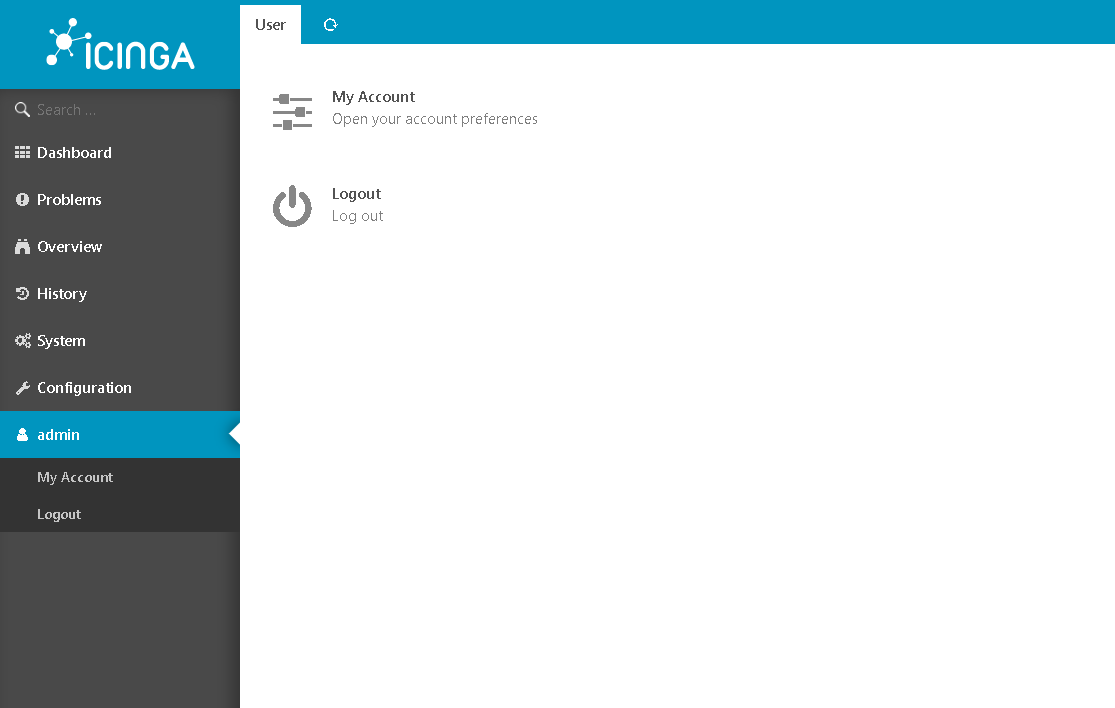 ICINGA
User
Search ...
Dashboard
Problems
Overview
History
System
Configuration
admin
My Account
Logout
My Account
Open your account preferences
Logout
Log out